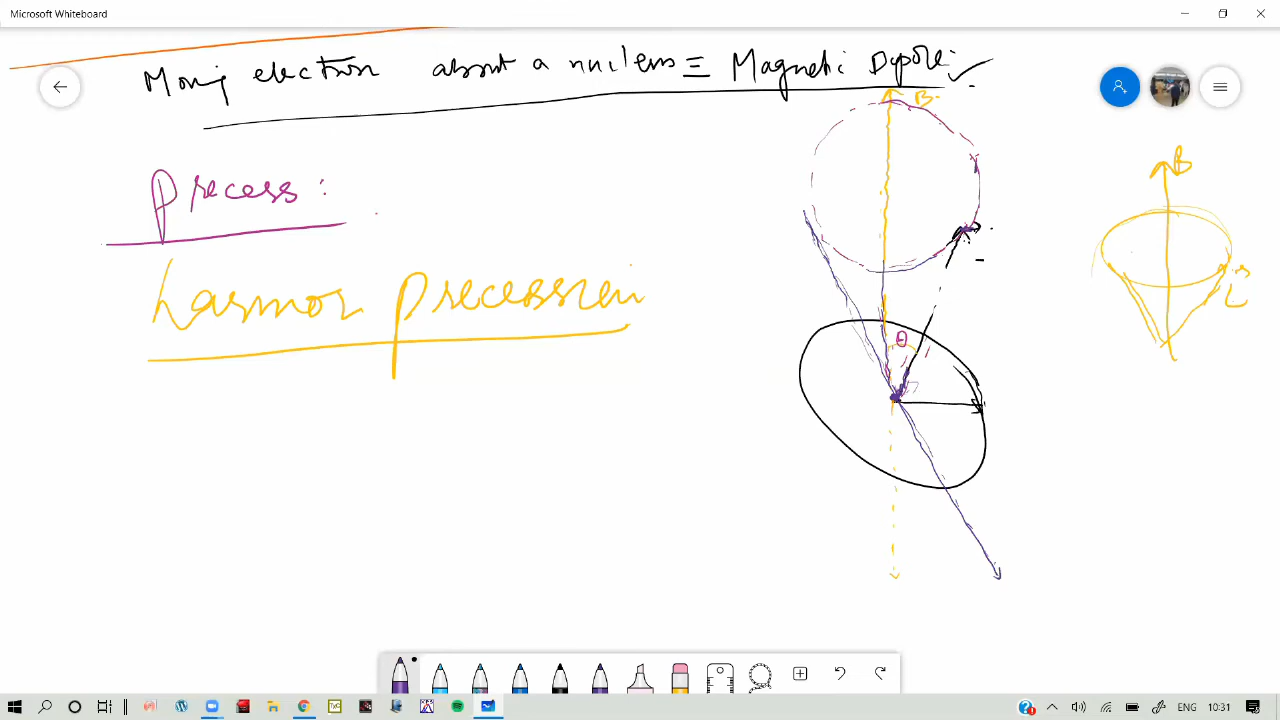 Microsoft Whiteboard
Moving electron about a nucleus ≡ Magnetic Dipole
B
Precess:
B
L
Larmor precession
θ
ENG 10:31